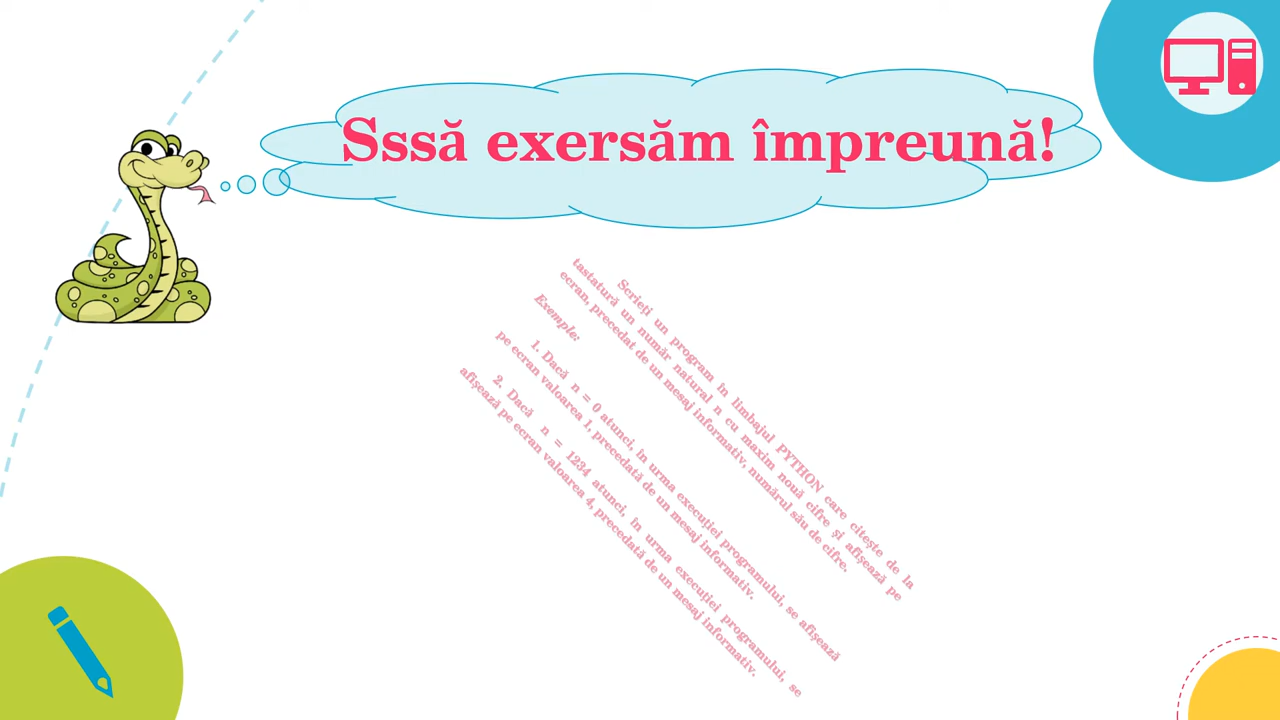 Sssă exersăm împreună!
Scrieți un program în limbajul PYTHON care citește de la
tastatură un număr natural n cu maxim nouă cifre și afișează pe
ecran, precedat de un mesaj informativ, numărul său de cifre.
Exemple:
1. Dacă n = 0 atunci, în urma execuției programului, se afișează
pe ecran valoarea 1, precedată de un mesaj informativ.
2. Dacă n = 1234 atunci, în urma execuției programului, se
afișează pe ecran valoarea 4, precedată de un mesaj informativ.